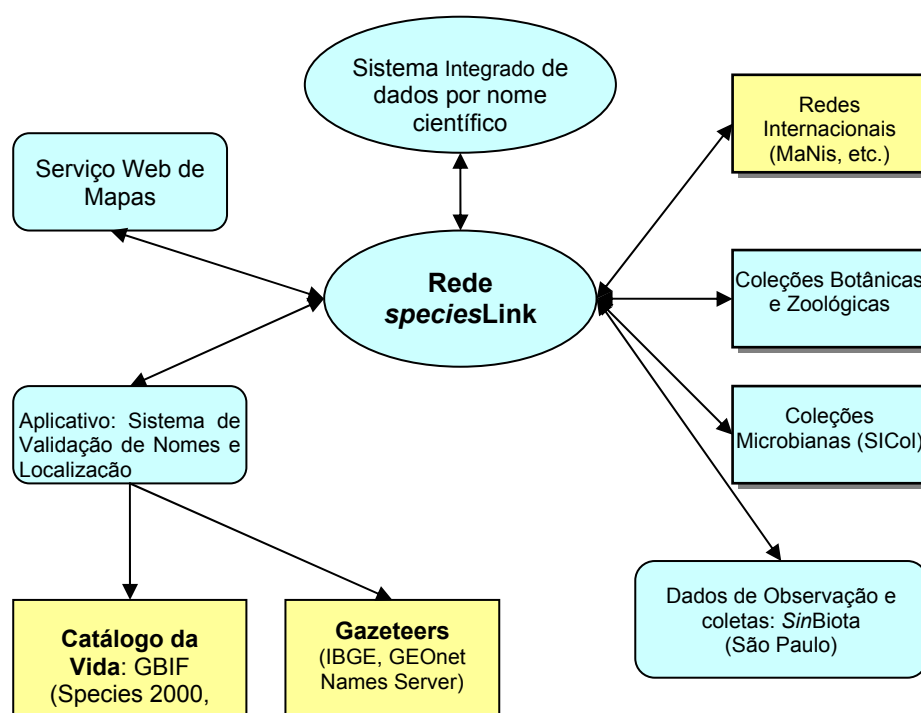 Sistema Integrado de
dados por nome
científico
Redes
Internacionais
(MaNis, etc.)
Serviço Web de
Mapas
Rede
speciesLink
Coleções Botânicas
e Zoológicas
Aplicativo: Sistema de
Validação de Nomes e
Localização
Coleções
Microbianas (SICol)
Dados de Observação e
coletas: SinBiota
(São Paulo)
Catálogo da
Vida: GBIF
(Species 2000,
Gazeteers
(IBGE, GEOnet
Names Server)